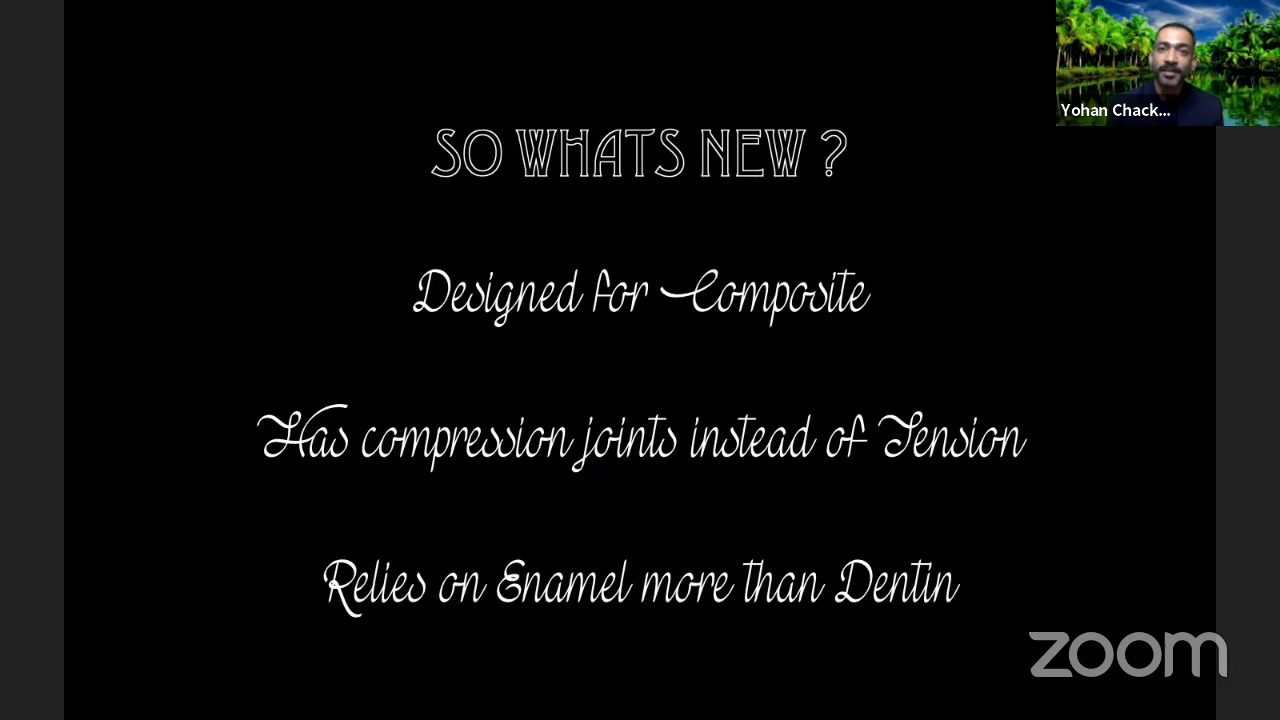 Yohan Chack...
SO WHATS NEW ?
Designed for Composite
Has compression joints instead of Tension
Relies on Enamel more than Dentin
zoom